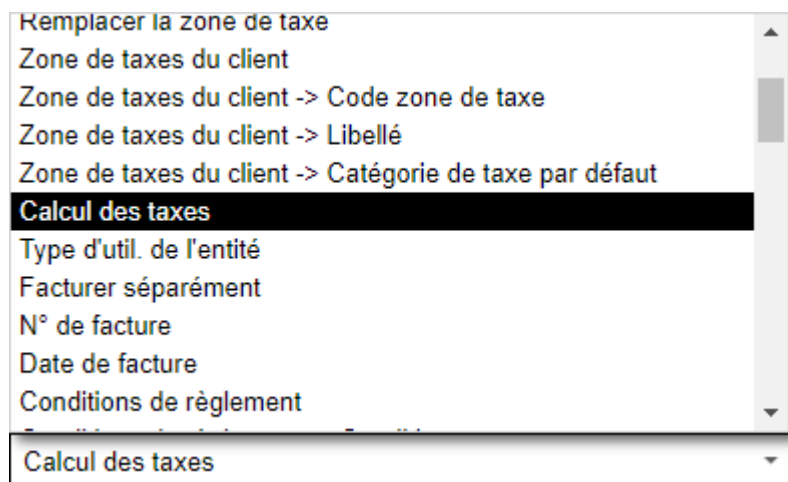 Remplacer la zone de taxe
Zone de taxes du client
Zone de taxes du client -> Code zone de taxe
Zone de taxes du client -> Libellé
Zone de taxes du client -> Catégorie de taxe par défaut
Calcul des taxes
Type d'util. de l'entité
Facturer séparément
N° de facture
Date de facture
Conditions de règlement
Calcul des taxes